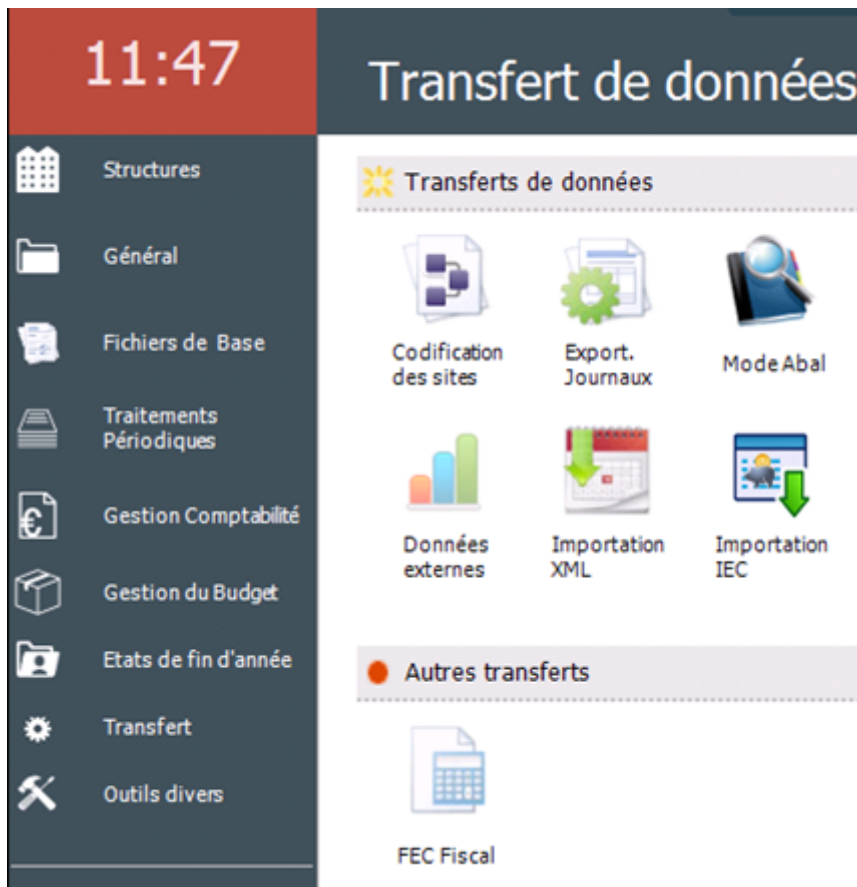 11:47
Transfert de données
Structures
Général
Fichiers de Base
Traitements
Périodiques
Gestion Comptabilité
Gestion du Budget
Etats de fin d'année
Transfert
Outils divers
Transferts de données
Codification
des sites
Export.
Journaux
Mode Abal
Données
externes
Importation
XML
Importation
IEC
Autres transferts
FEC Fiscal